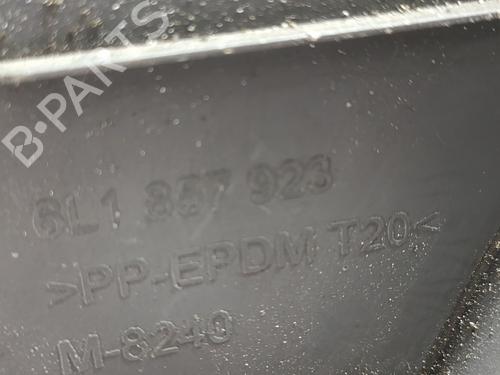 B-PARTS
6L1 857 923
>PP-EPDM T20<
M-8240